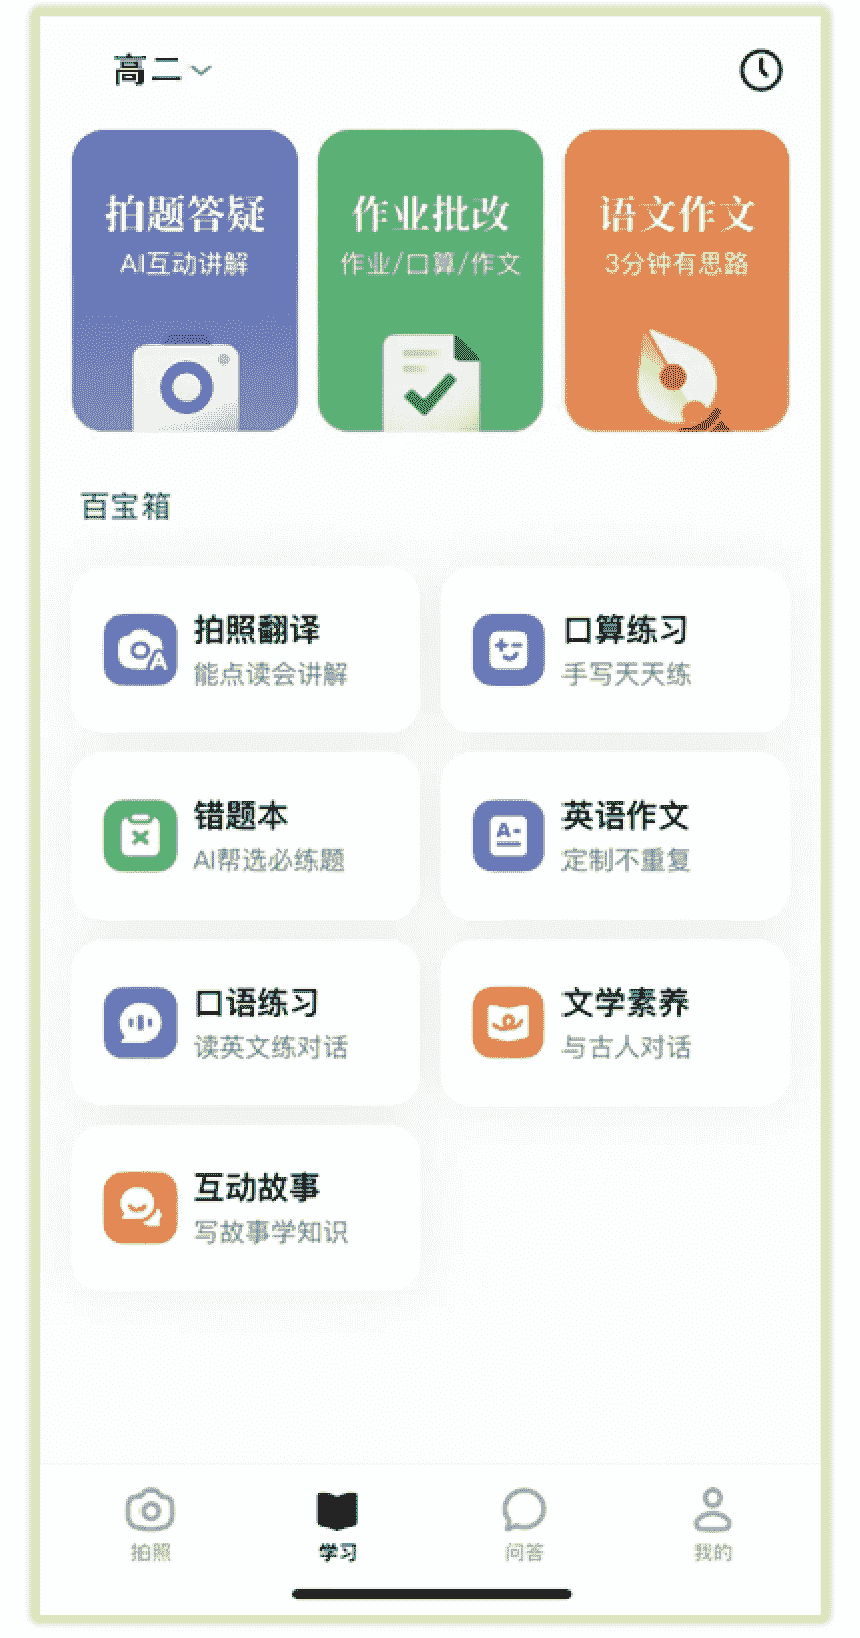 高二
拍题答疑
AI互动讲解
作业批改
作业/口算/作文
语文作文
3分钟有思路
百宝箱
拍照翻译
能点读会讲解
口算练习
手写天天练
错题本
AI帮选必练题
英语作文
定制不重复
口语练习
读英文练对话
文学素养
与古人对话
互动故事
写故事学知识
拍照
学习
问答
我的